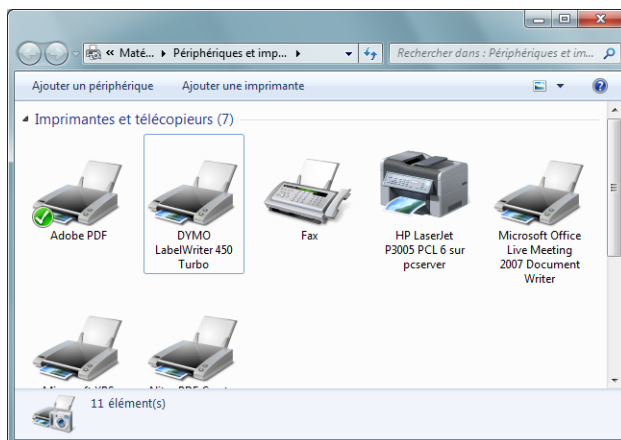 « Maté... Périphériques et imp...
Rechercher dans : Périphériques et im...
Ajouter un périphérique Ajouter une imprimante
Imprimantes et télécopieurs (7)
Adobe PDF
DYMO
LabelWriter 450
Turbo
Fax
HP LaserJet
P3005 PCL 6 sur
pcserver
Microsoft Office
Live Meeting
2007 Document
Writer
11 élément(s)